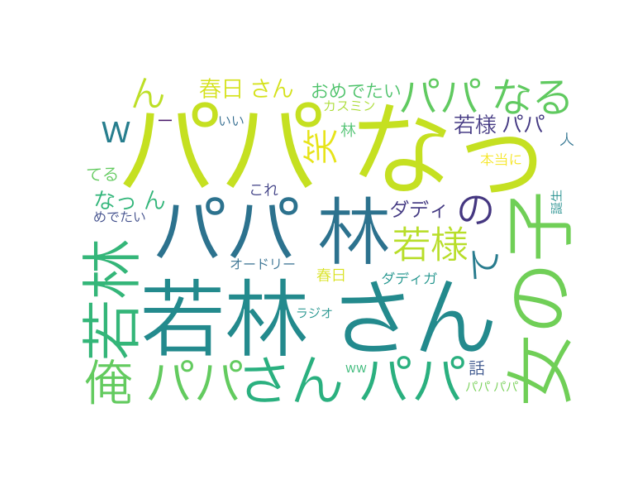 ん
春日 さん
おめでたい
パパ なる
カスミン
w
ー
いい
パパ なっ
笑
林
若様 パパ
人
本当に
てる
なっ ん
めでたい
これ
パパ 林
ダディ
の
誕生
若様
て
オードリー
春日
ダディガ
若林
若林 さん
ラジオ
女の子
俺
パパ
さん パパ
ww
話
パパ パパ